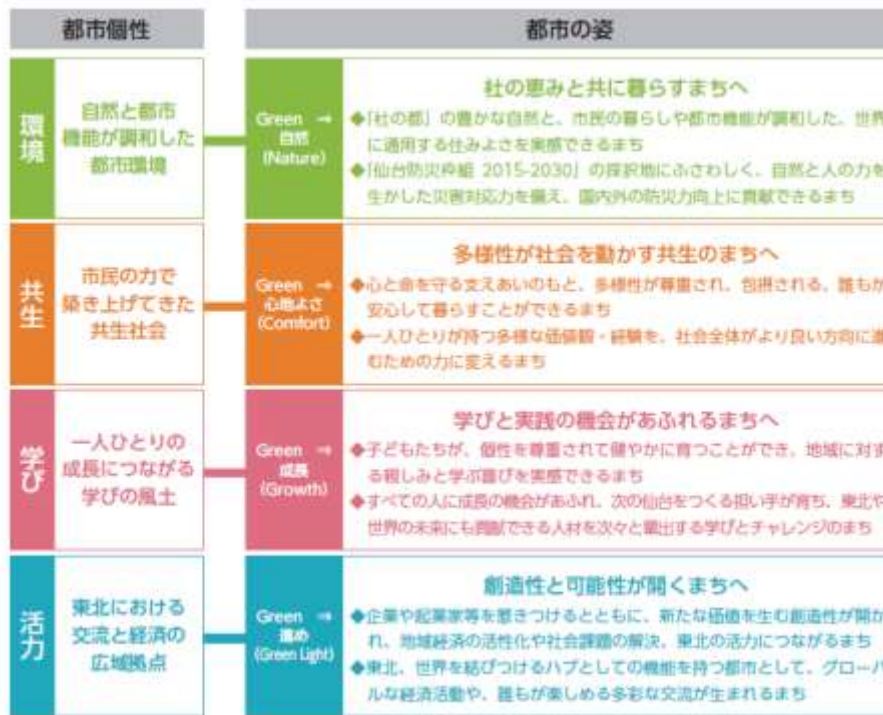 都市個性
都市の姿
環境
自然と都市
機能が調和した
都市環境
Green →
自然
(Nature)
杜の恵みと共に暮らすまちへ
◆「杜の都」の豊かな自然と、市民の暮らしや都市機能が調和した、世界
に通用する住みよさを実感できるまち
◆「仙台防災枠組 2015-2030」の採択地にふさわしく、自然と人の力を
生かした災害対応力を備え、国内外の防災力向上に貢献できるまち
共生
市民の力で
築き上げてきた
共生社会
Green →
心地よさ
(Comfort)
多様性が社会を動かす共生のまちへ
◆心と命を守る支えあいのもと、多様性が尊重され、包摂される、誰もが
安心して暮らすことができるまち
◆一人ひとりが持つ多様な価値観・経験を、社会全体がより良い方向に進
むための力に変えるまち
学び
一人ひとりの
成長につながる
学びの風土
Green →
成長
(Growth)
学びと実践の機会があふれるまちへ
◆子どもたちが、個性を尊重されて健やかに育つことができ、地域に対す
る親しみと学ぶ喜びを実感できるまち
◆すべての人に成長の機会があふれ、次の仙台をつくる担い手が育ち、東北や
世界の未来にも貢献できる人材を次々と輩出する学びとチャレンジのまち
活力
東北における
交流と経済の
広域拠点
Green →
進め
(Green Light)
創造性と可能性が開くまちへ
◆企業や起業家等を惹きつけるとともに、新たな価値を生む創造性が開か
れ、地域経済の活性化や社会課題の解決、東北の活力につながるまち
◆東北、世界を結びつけるハブとしての機能を持つ都市として、グローバ
ルな経済活動や、誰もが楽しめる多彩な交流が生まれるまち